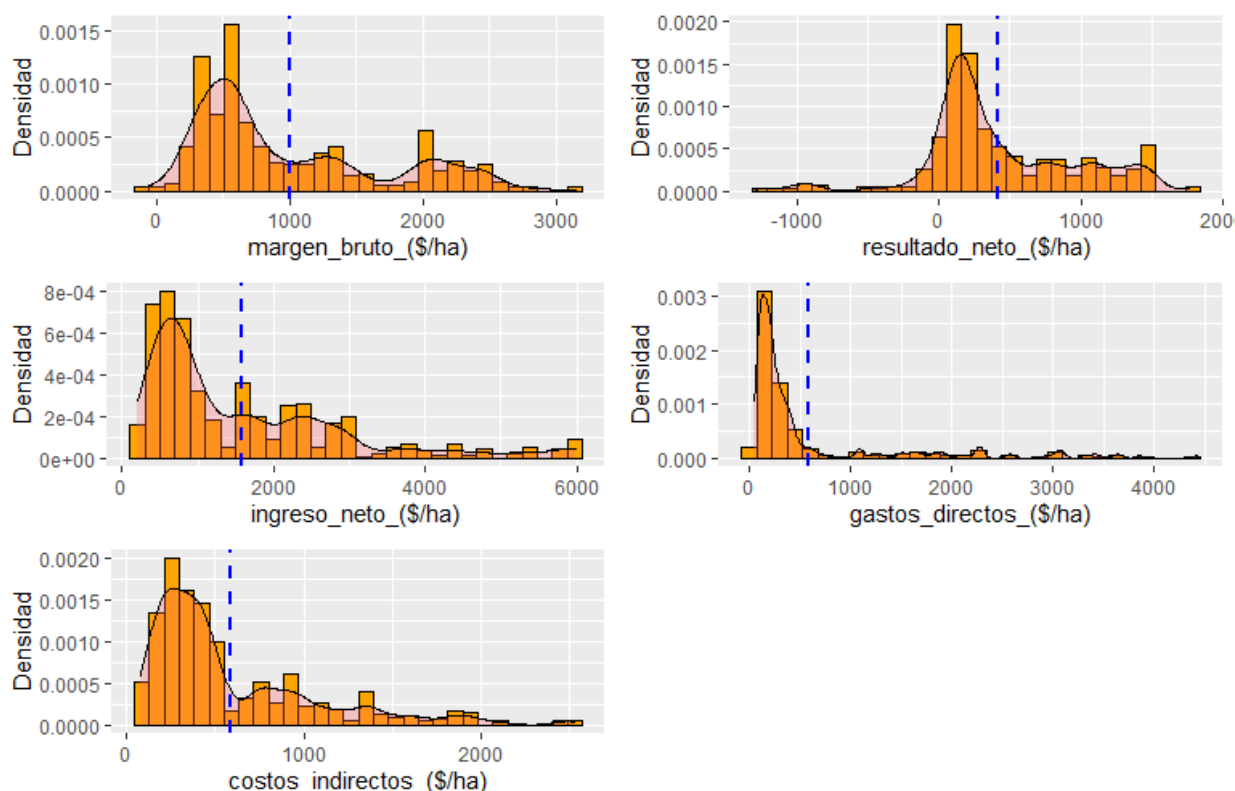 Densidad
0.0015
0.0010
0.0005
0.0000
0
1000
2000
3000
margen_bruto_($/ha)
Densidad
0.0020
0.0015
0.0010
0.0005
0.0000
-1000
0
1000
200
resultado_neto_($/ha)
Densidad
8e-04
6e-04
4e-04
2e-04
0e+00
0
2000
4000
6000
ingreso_neto_($/ha)
Densidad
0.003
0.002
0.001
0.000
0
1000
2000
3000
4000
gastos_directos_($/ha)
Densidad
0.0020
0.0015
0.0010
0.0005
0.0000
0
1000
2000
costos_indirectos_($/ha)